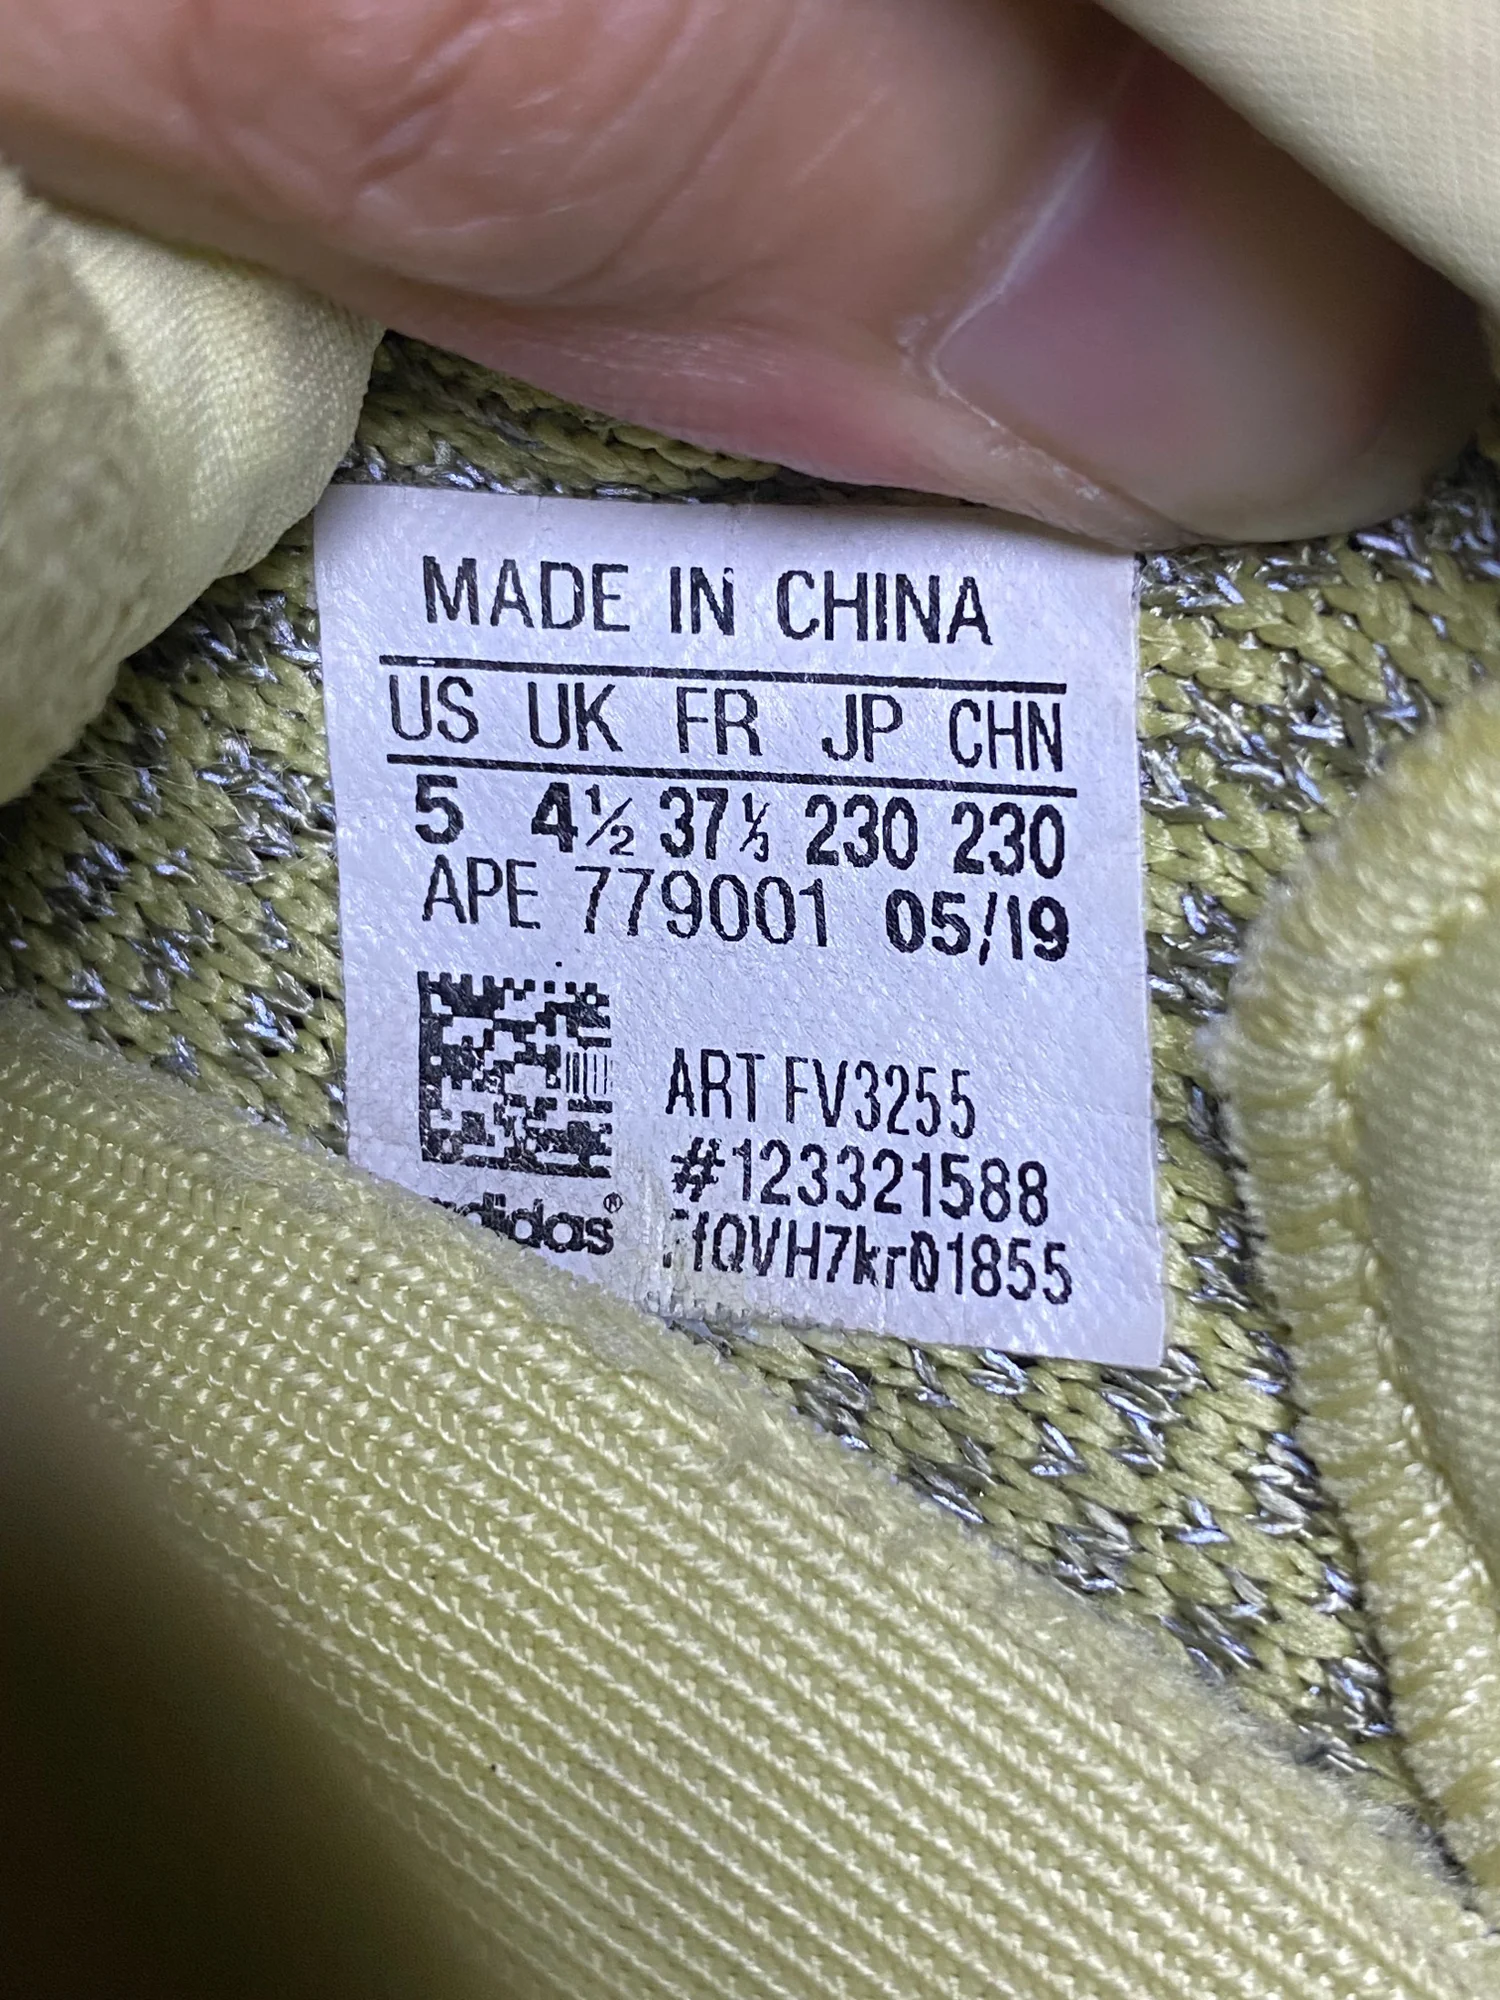 MADE IN CHINA
US UK FR JP CHN
5 4½ 37⅓ 230 230
APE 779001 05/19
ART FV3255
#123321588
adidas®